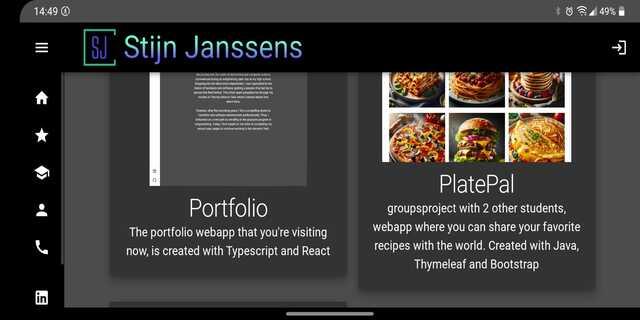 14:49
49%
SJ
Stijn Janssens
Portfolio
The portfolio webapp that you're visiting
now, is created with Typescript and React
PlatePal
groupsproject with 2 other students,
webapp where you can share your favorite
recipes with the world. Created with Java,
Thymeleaf and Bootstrap